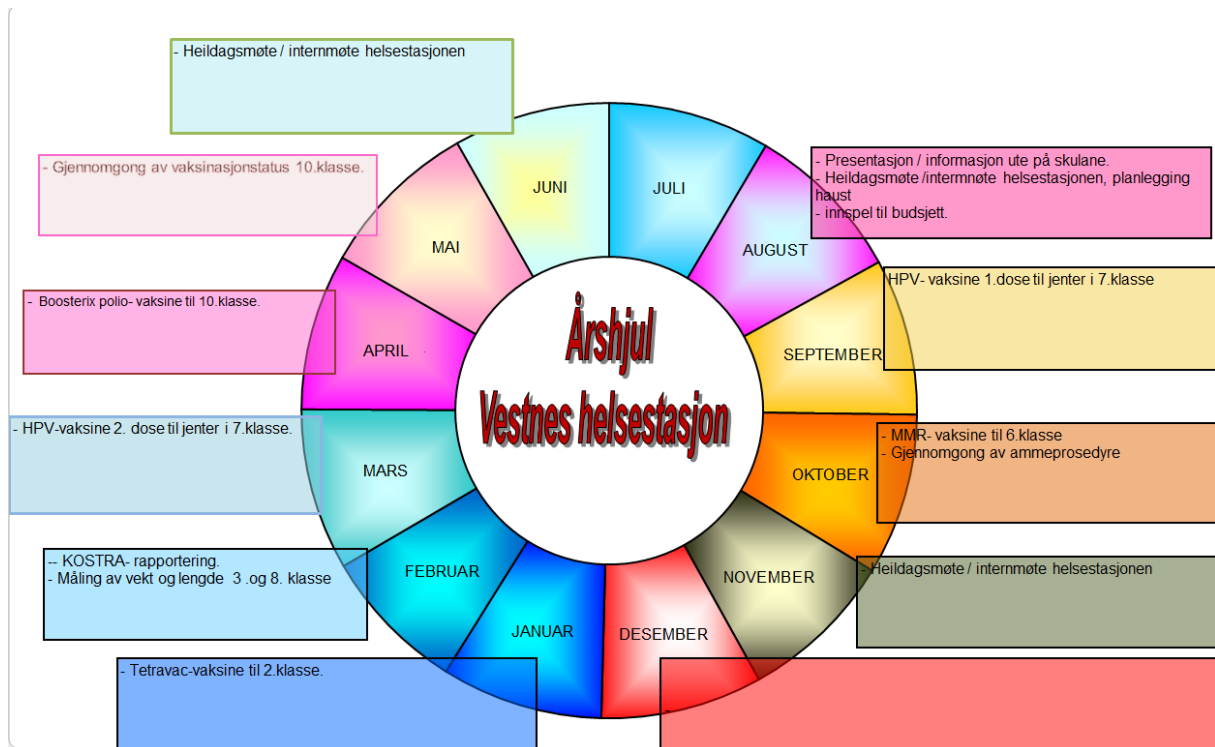 - Heildagsmøte / internmøte helsestasjonen
- Gjennomgong av vaksinasjonstatus 10.klasse.
- Boosterix polio- vaksine til 10.klasse.
- HPV-vaksine 2. dose til jenter i 7.klasse.
-- KOSTRA- rapportering.
- Måling av vekt og lengde 3 .og 8. klasse
- Tetravac-vaksine til 2.klasse.
JUNI
JULI
MAI
AUGUST
APRIL
SEPTEMBER
MARS
OKTOBER
FEBRUAR
NOVEMBER
JANUAR
DESEMBER
Årshjul
Vestnes helsestasjon
- Presentasjon / informasjon ute på skulane.
- Heildagsmøte /intermnøte helsestasjonen, planlegging
haust
- innspel til budsjett.
HPV- vaksine 1.dose til jenter i 7.klasse
- MMR- vaksine til 6.klasse
- Gjennomgong av ammeprosedyre
- Heildagsmøte / internmøte helsestasjonen
-